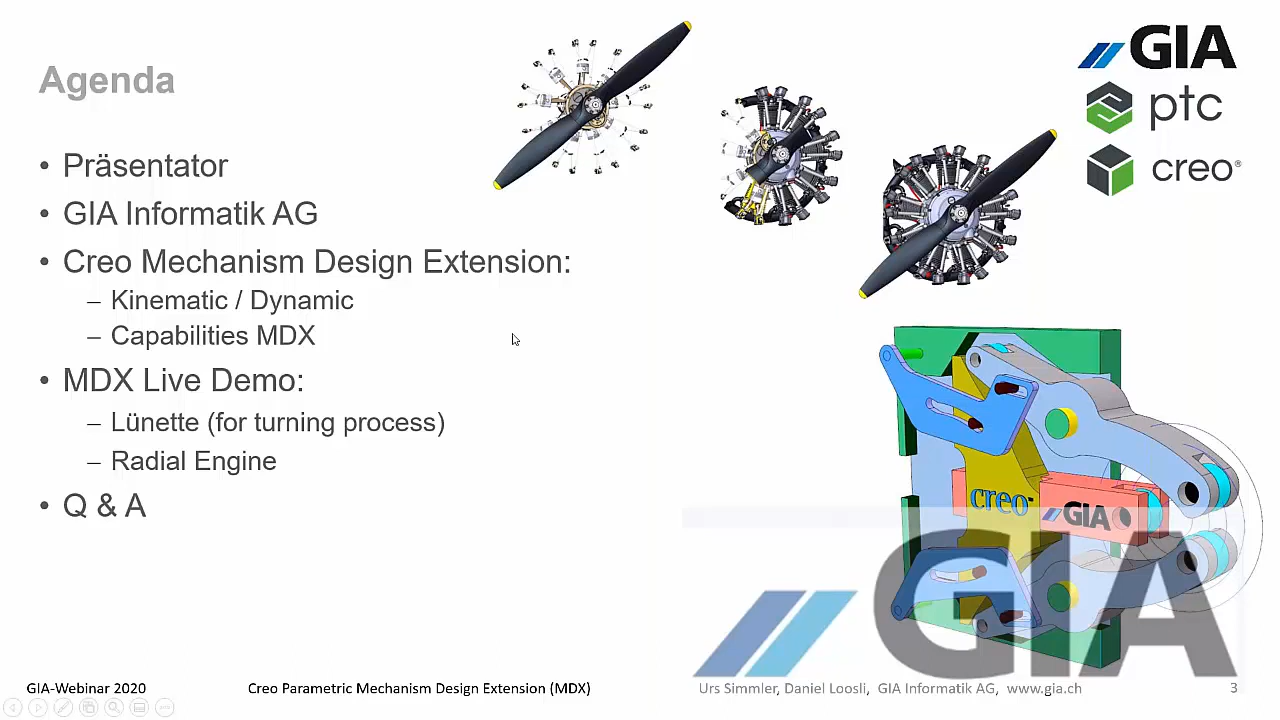 Agenda
• Präsentator
• GIA Informatik AG
• Creo Mechanism Design Extension:
– Kinematic / Dynamic
– Capabilities MDX
• MDX Live Demo:
– Lünette (for turning process)
– Radial Engine
• Q & A
GIA
ptc
creo®
creo
GIA
GIA
GIA-Webinar 2020
Creo Parametric Mechanism Design Extension (MDX)
Urs Simmler, Daniel Loosli, GIA Informatik AG, www.gia.ch
3